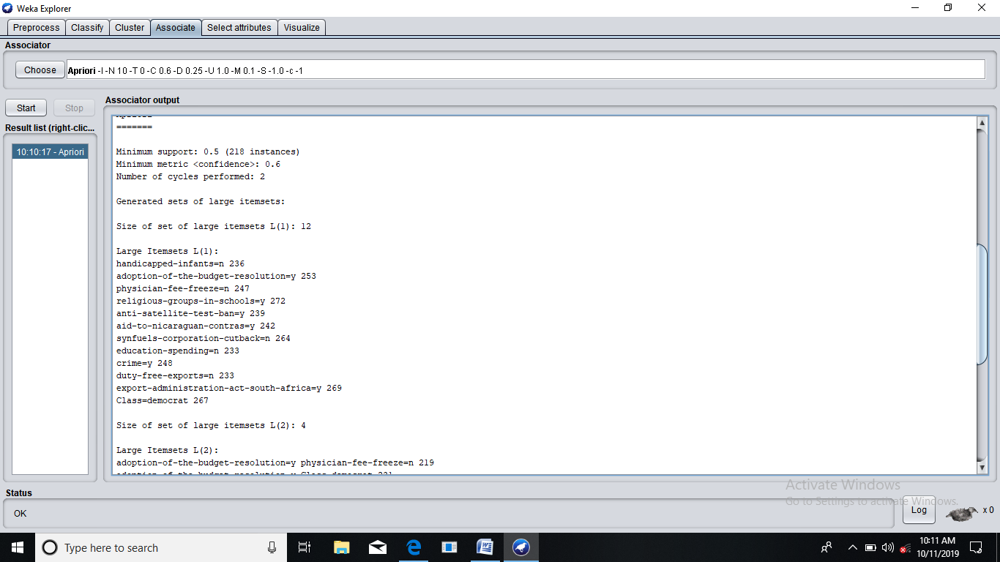 Weka Explorer
Preprocess Classify Cluster Associate Select attributes Visualize
Associator
Choose Apriori -I -N 10 -T 0 -C 0.6 -D 0.25 -U 1.0 -M 0.1 -S -1.0 -c -1
Start Stop
Result list (right-clic...
10:10:17 - Apriori
Associator output
=======
Minimum support: 0.5 (218 instances)
Minimum metric <confidence>: 0.6
Number of cycles performed: 2
Generated sets of large itemsets:
Size of set of large itemsets L(1): 12
Large Itemsets L(1):
handicapped-infants=n 236
adoption-of-the-budget-resolution=y 253
physician-fee-freeze=n 247
religious-groups-in-schools=y 272
anti-satellite-test-ban=y 239
aid-to-nicaraguan-contras=y 242
synfuels-corporation-cutback=n 264
education-spending=n 233
crime=y 248
duty-free-exports=n 233
export-administration-act-south-africa=y 269
Class=democrat 267
Size of set of large itemsets L(2): 4
Large Itemsets L(2):
adoption-of-the-budget-resolution=y physician-fee-freeze=n 219
adoption-of-the-budget-resolution=y Class=democrat 231
Activate Windows
Go to Settings to activate Windows.
Status
OK
Log
x 0
Type here to search
10:11 AM
10/11/2019